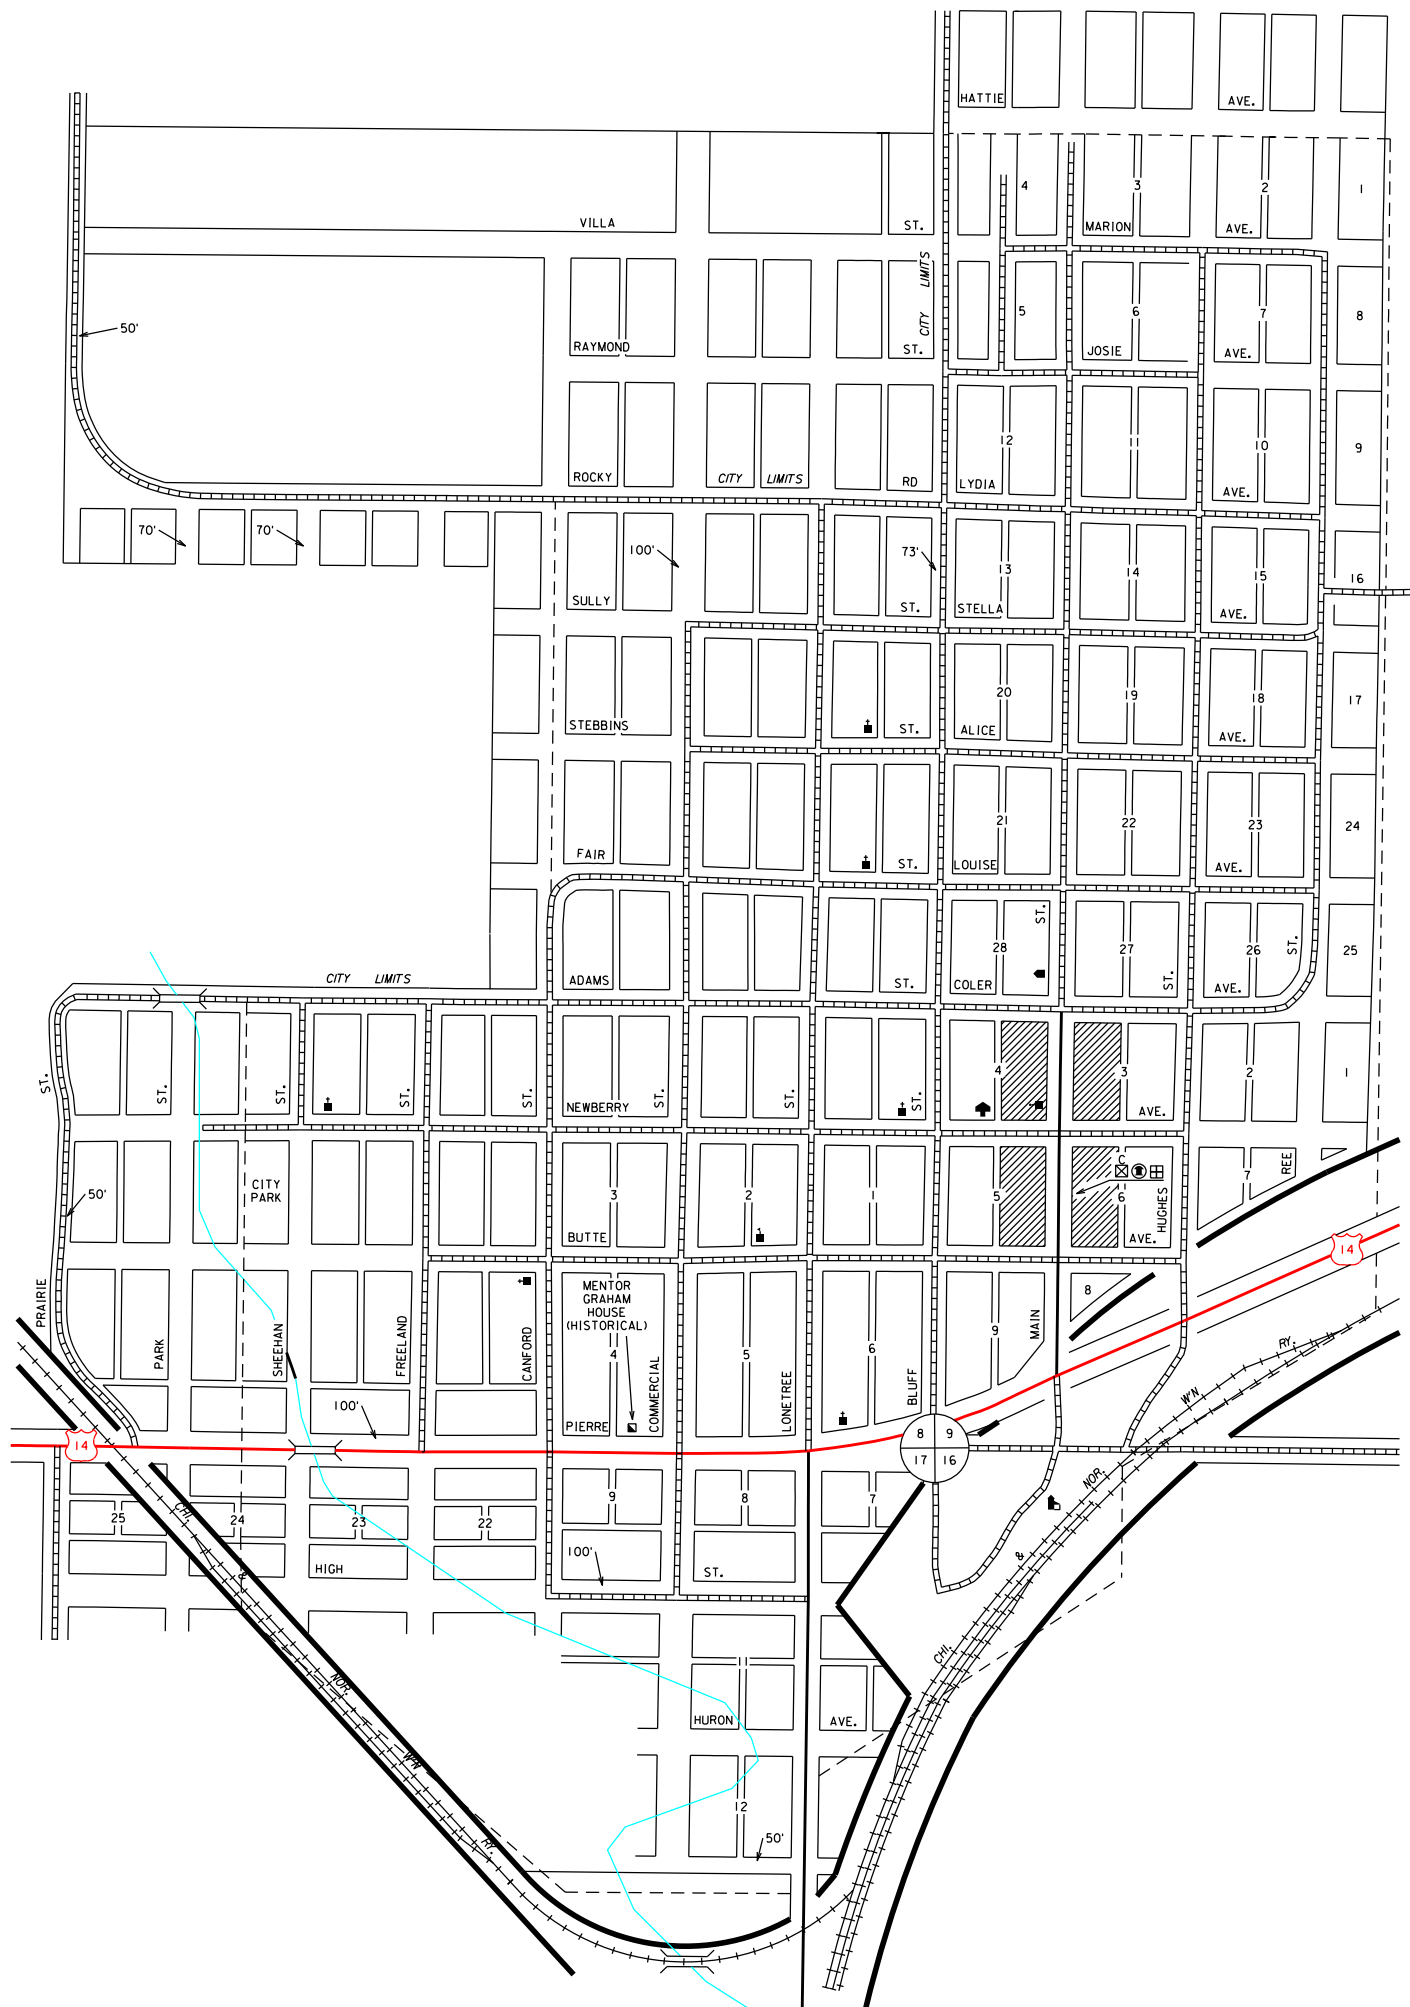 HATTIE AVE.
4 3 2 1
VILLA ST. MARION AVE.
CITY LIMITS
50' 5 6 7 8
RAYMOND ST. JOSIE AVE.
12 11 10 9
ROCKY CITY LIMITS RD LYDIA AVE.
70' 70' 100' 73'
13 14 15 16
SULLY ST. STELLA AVE.
20 19 18 17
STEBBINS ST. ALICE AVE.
21 22 23 24
FAIR ST. LOUISE AVE.
ST. ST.
28 27 26 25
CITY LIMITS ADAMS ST. COLER ST. AVE.
4 3 2 1
ST. ST. ST. ST. ST. NEWBERRY ST. ST. ST. AVE.
C
REE
7
CITY
PARK
50' 3 2 1 5 6
HUGHES
BUTTE AVE.
14
8
PRAIRIE
MENTOR
GRAHAM
HOUSE
(HISTORICAL)
PARK SHEEHAN FREELAND CANFORD 4 5 6 9 MAIN RY.
COMMERCIAL LONETREE BLUFF W'N
100' PIERRE
14 8 9
17 16
NOR.
CHI. 9 8 7
25 24 23 22
100'
HIGH ST.
& &
CHI.
11
NOR.
HURON AVE.
W'N
12
50'
RY.